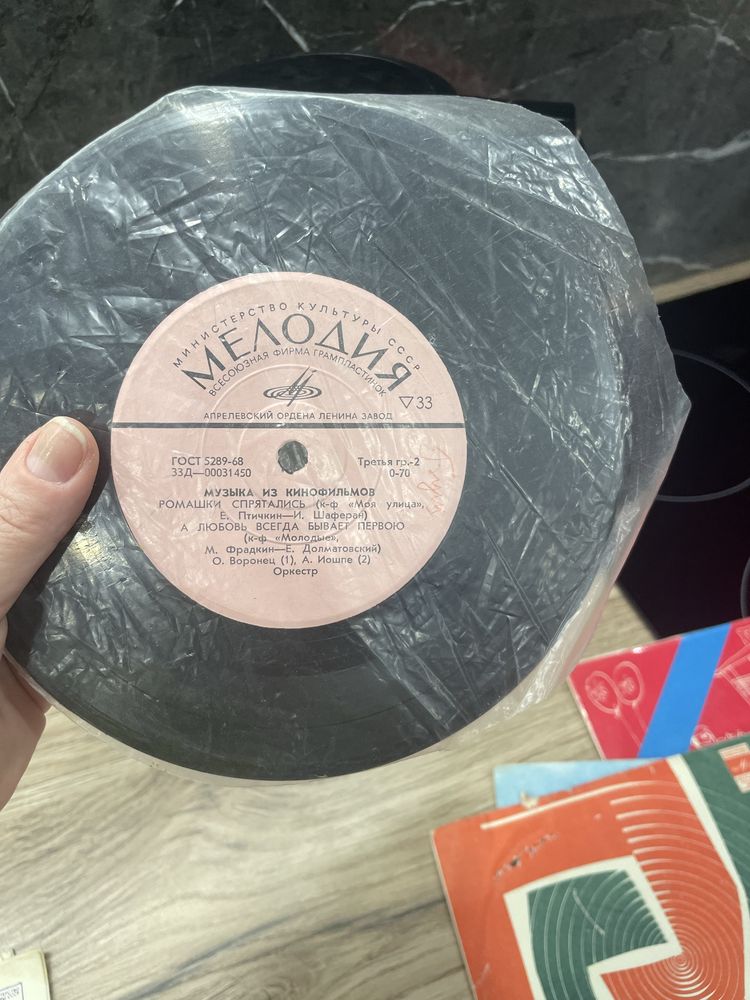 МИНИСТЕРСТВО КУЛЬТУРЫ СССР
МЕЛОДИЯ
ВСЕСОЮЗНАЯ ФИРМА ГРАМПЛАСТИНОК
▽33
АПРЕЛЕВСКИЙ ОРДЕНА ЛЕНИНА ЗАВОД
ГОСТ 5289-68 Третья гр.-2
33Д—00031450 0-70
МУЗЫКА ИЗ КИНОФИЛЬМОВ
РОМАШКИ СПРЯТАЛИСЬ (к-ф «Моя улица»,
Е. Птичкин—И. Шаферан)
А ЛЮБОВЬ ВСЕГДА БЫВАЕТ ПЕРВОЮ
(к-ф «Молодые»,
М. Фрадкин—Е. Долматовский)
О. Воронец (1), А. Иошпе (2)
Оркестр